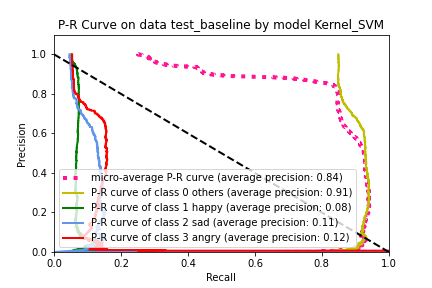 P-R Curve on data test_baseline by model Kernel_SVM
Precision
1.0
0.8
0.6
0.4
0.2
0.0
micro-average P-R curve (average precision: 0.84)
P-R curve of class 0 others (average precision: 0.91)
P-R curve of class 1 happy (average precision: 0.08)
P-R curve of class 2 sad (average precision: 0.11)
P-R curve of class 3 angry (average precision: 0.12)
0.0 0.2 0.4 0.6 0.8 1.0
Recall